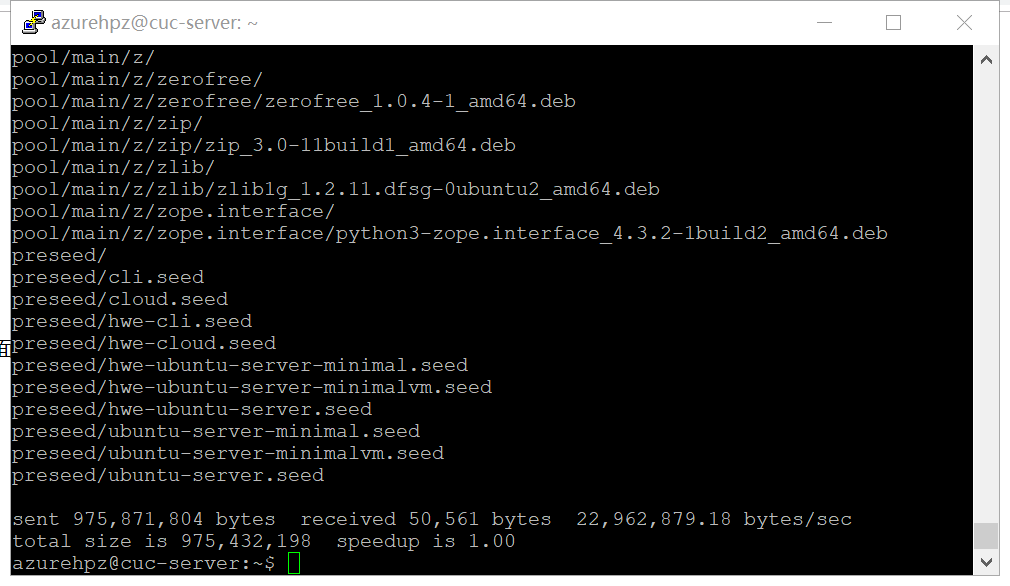 azurehpz@cuc-server: ~
pool/main/z/
pool/main/z/zerofree/
pool/main/z/zerofree/zerofree_1.0.4-1_amd64.deb
pool/main/z/zip/
pool/main/z/zip/zip_3.0-11build1_amd64.deb
pool/main/z/zlib/
pool/main/z/zlib/zlib1g_1.2.11.dfsg-0ubuntu2_amd64.deb
pool/main/z/zope.interface/
pool/main/z/zope.interface/python3-zope.interface_4.3.2-1build2_amd64.deb
preseed/
preseed/cli.seed
preseed/cloud.seed
preseed/hwe-cli.seed
preseed/hwe-cloud.seed
preseed/hwe-ubuntu-server-minimal.seed
preseed/hwe-ubuntu-server-minimalvm.seed
preseed/hwe-ubuntu-server.seed
preseed/ubuntu-server-minimal.seed
preseed/ubuntu-server-minimalvm.seed
preseed/ubuntu-server.seed
sent 975,871,804 bytes  received 50,561 bytes  22,962,879.18 bytes/sec
total size is 975,432,198  speedup is 1.00
azurehpz@cuc-server:~$